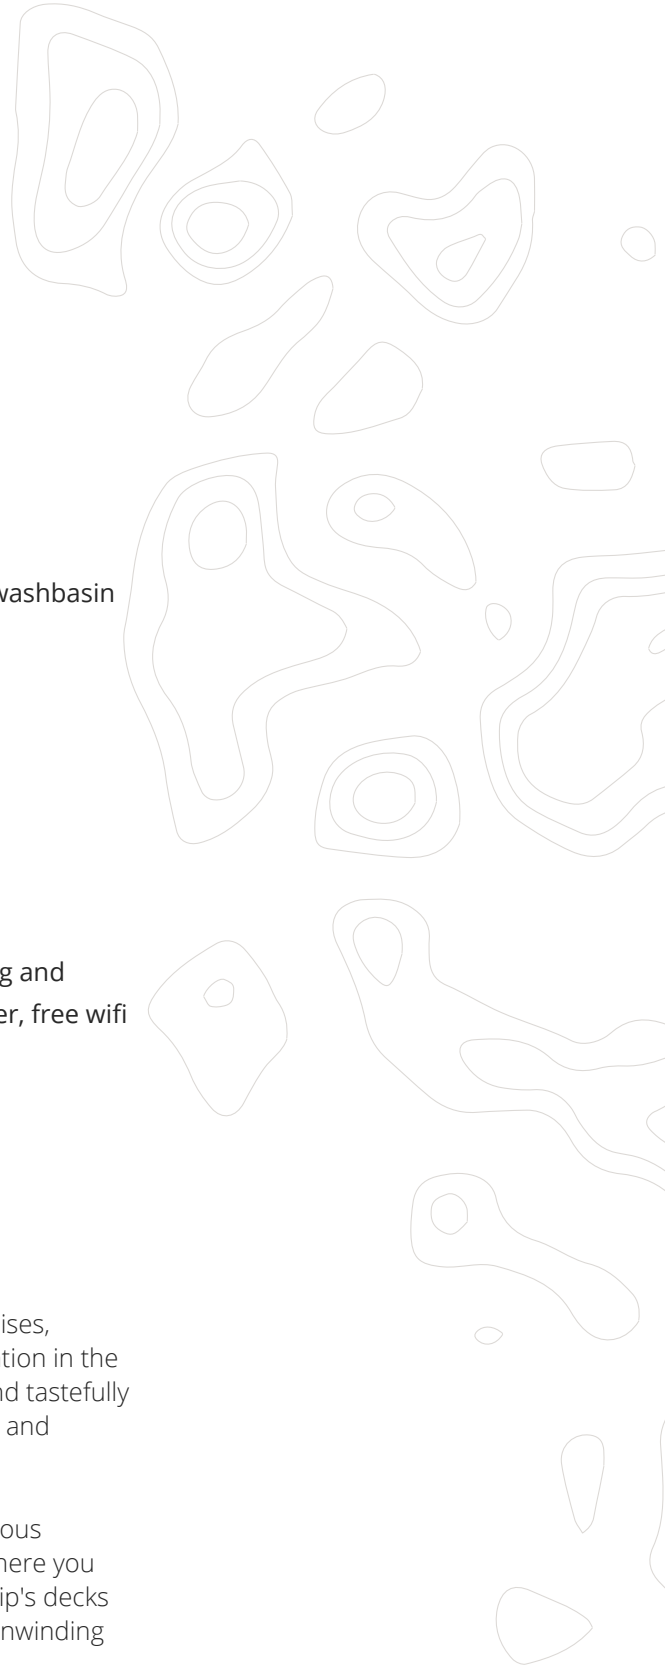 washbasin
g and
er, free wifi
ises,
tion in the
nd tastefully
and
ous
here you
ip's decks
nwinding